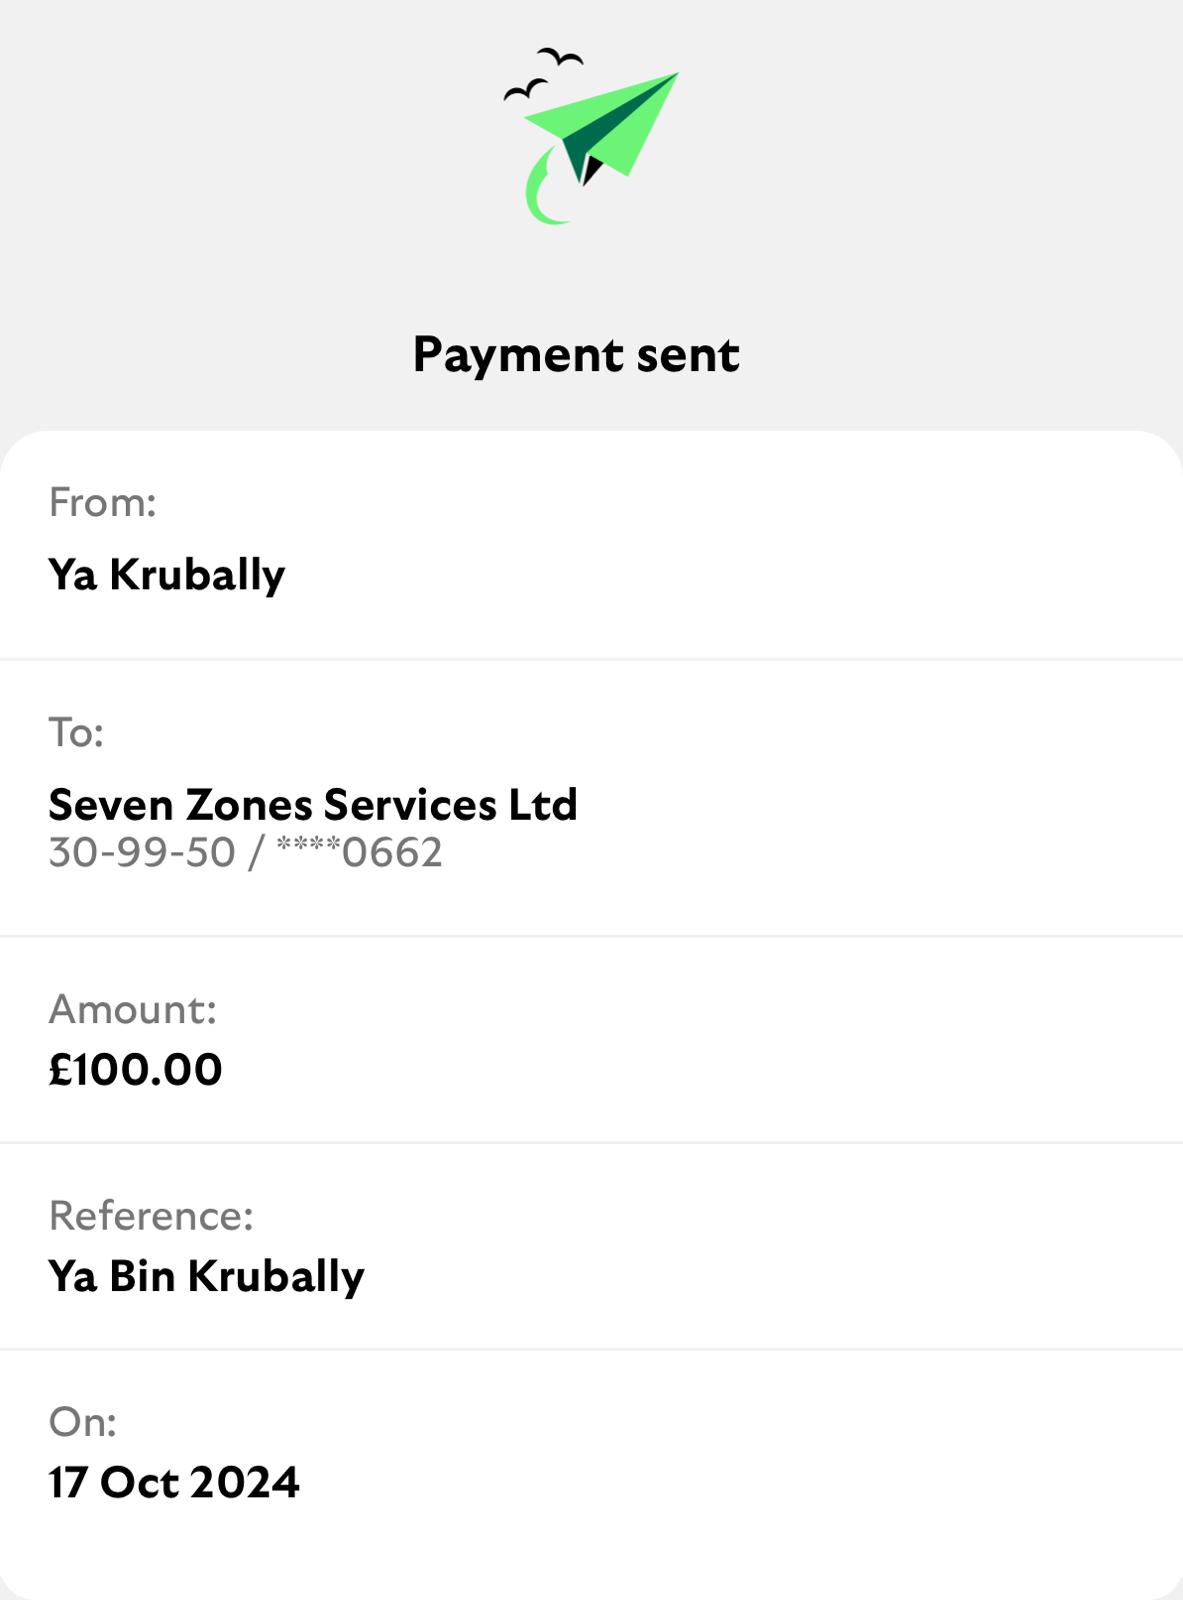 Payment sent
From:
Ya Krubally
To:
Seven Zones Services Ltd
30-99-50 / ****0662
Amount:
£100.00
Reference:
Ya Bin Krubally
On:
17 Oct 2024